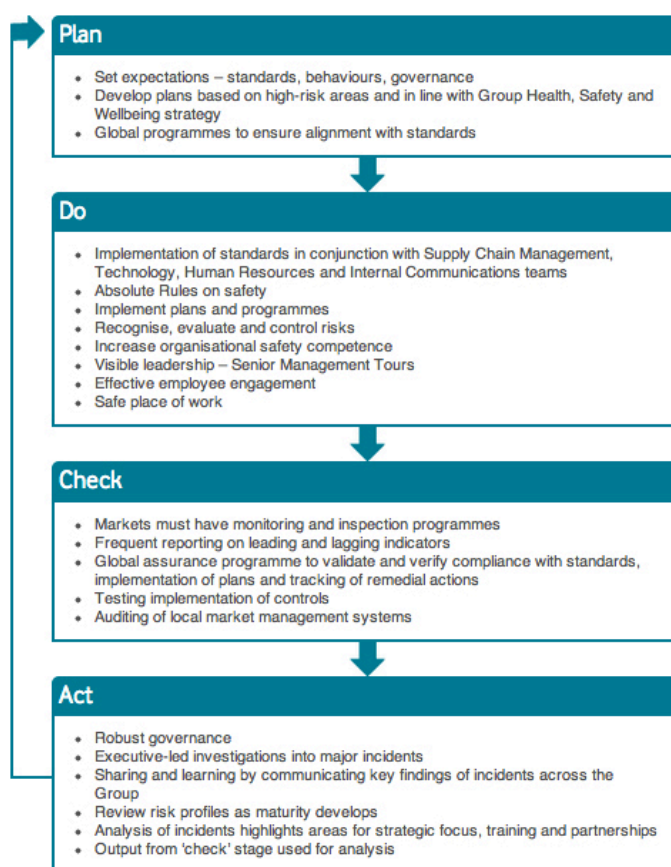 Plan
• Set expectations – standards, behaviours, governance
• Develop plans based on high-risk areas and in line with Group Health, Safety and
Wellbeing strategy
• Global programmes to ensure alignment with standards
Do
• Implementation of standards in conjunction with Supply Chain Management,
Technology, Human Resources and Internal Communications teams
• Absolute Rules on safety
• Implement plans and programmes
• Recognise, evaluate and control risks
• Increase organisational safety competence
• Visible leadership – Senior Management Tours
• Effective employee engagement
• Safe place of work
Check
• Markets must have monitoring and inspection programmes
• Frequent reporting on leading and lagging indicators
• Global assurance programme to validate and verify compliance with standards,
implementation of plans and tracking of remedial actions
• Testing implementation of controls
• Auditing of local market management systems
Act
• Robust governance
• Executive-led investigations into major incidents
• Sharing and learning by communicating key findings of incidents across the
Group
• Review risk profiles as maturity develops
• Analysis of incidents highlights areas for strategic focus, training and partnerships
• Output from 'check' stage used for analysis